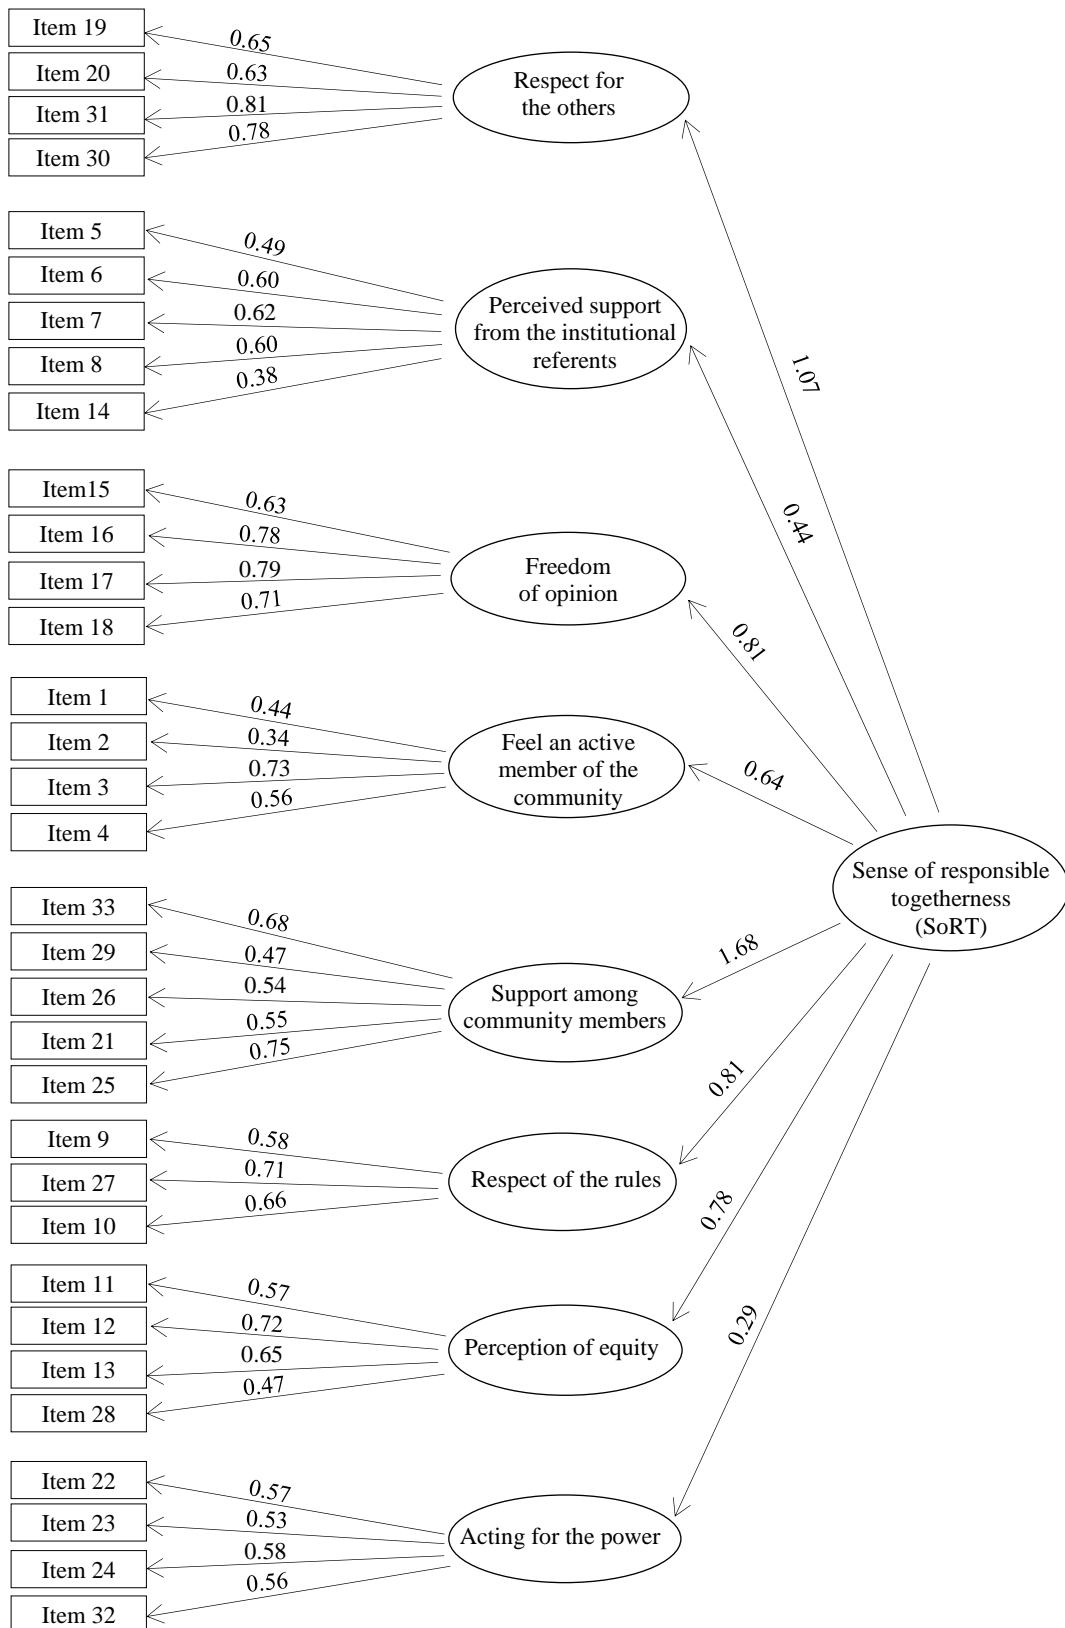 Item 19
Item 20
Item 31
Item 30
0.65
0.63
0.81
0.78
Respect for
the others
Item 5
Item 6
Item 7
Item 8
Item 14
0.49
0.60
0.62
0.60
0.38
Perceived support
from the institutional
referents
Item15
Item 16
Item 17
Item 18
0.63
0.78
0.79
0.71
Freedom
of opinion
Item 1
Item 2
Item 3
Item 4
0.44
0.34
0.73
0.56
Feel an active
member of the
community
Item 33
Item 29
Item 26
Item 21
Item 25
0.68
0.47
0.54
0.55
0.75
Support among
community members
Item 9
Item 27
Item 10
0.58
0.71
0.66
Respect of the rules
Item 11
Item 12
Item 13
Item 28
0.57
0.72
0.65
0.47
Perception of equity
Item 22
Item 23
Item 24
Item 32
0.57
0.53
0.58
0.56
Acting for the power
1.07
0.44
0.81
0.64
1.68
0.81
0.78
0.29
Sense of responsible
togetherness
(SoRT)